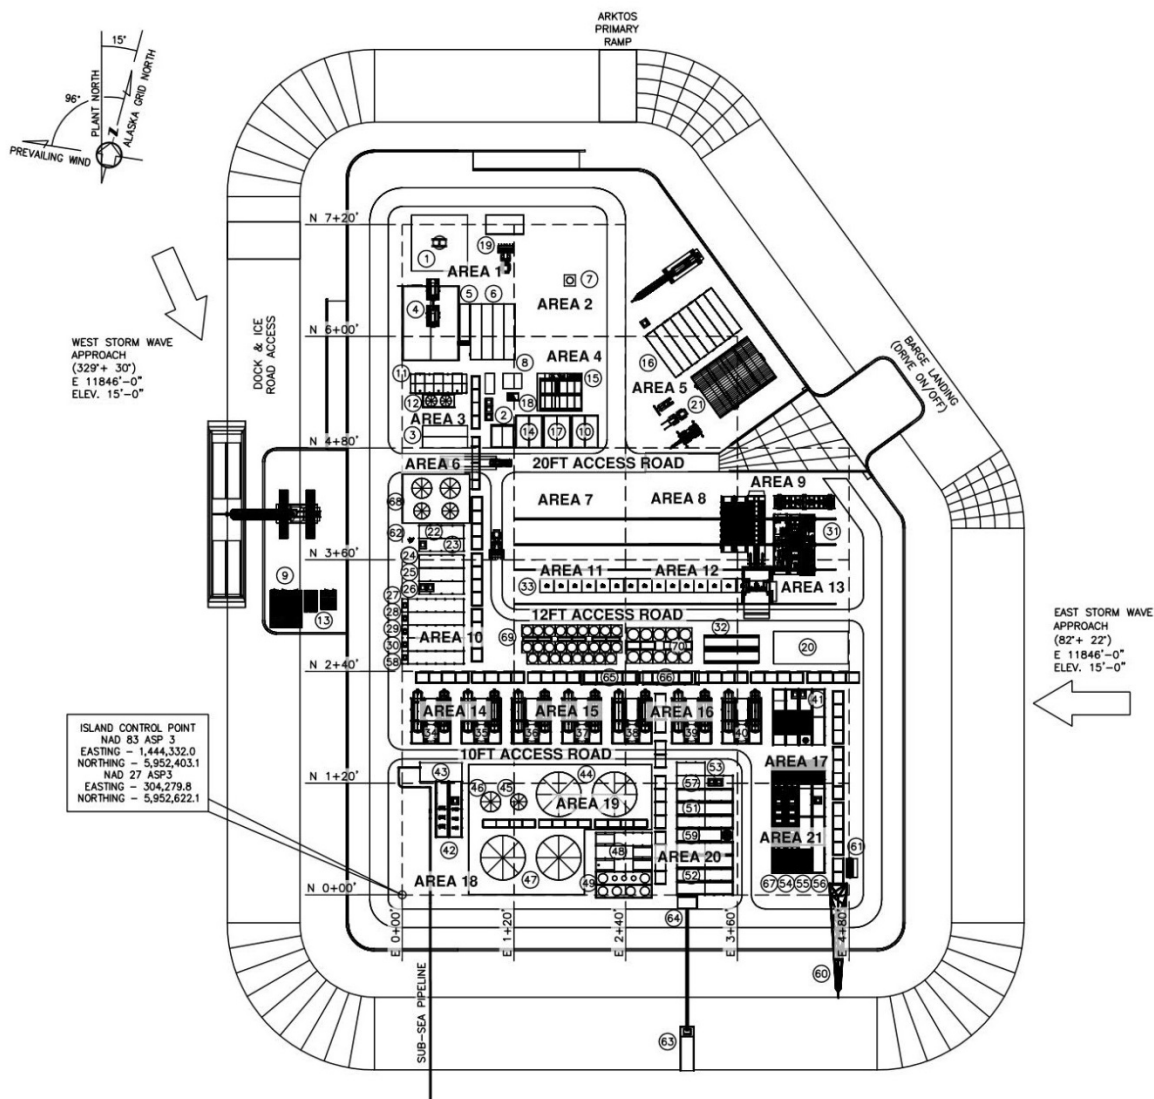 ARKTOS
PRIMARY
RAMP
15°
96°
PLANT NORTH
N
ALASKA GRID NORTH
PREVAILING WIND
WEST STORM WAVE
APPROACH
(329°+ 30°)
E 11846'-0"
ELEV. 15'-0"
DOCK & ICE
ROAD ACCESS
BARGE LANDING
(DRIVE ON/OFF)
EAST STORM WAVE
APPROACH
(82°+ 22°)
E 11846'-0"
ELEV. 15'-0"
ISLAND CONTROL POINT
NAD 83 ASP 3
EASTING - 1,444,332.0
NORTHING - 5,952,403.1
NAD 27 ASP3
EASTING - 304,279.8
NORTHING - 5,952,622.1
N 7+20'
1
19
AREA 1
7
4
5
6
AREA 2
N 6+00'
16
AREA 4
8
11
15
AREA 5
12
18
21
AREA 3
3
2
14
17
10
N 4+80'
AREA 6
20FT ACCESS ROAD
AREA 9
68
AREA 7
AREA 8
62
22
23
31
N 3+60'
24
25
26
AREA 11
AREA 12
9
33
AREA 13
27
13
28
12FT ACCESS ROAD
29
AREA 10
69
32
30
70
20
58
N 2+40'
65
66
41
AREA 14
AREA 15
AREA 16
34
35
36
37
38
39
40
10FT ACCESS ROAD
AREA 17
43
44
53
N 1+20'
46
45
57
AREA 19
51
59
AREA 21
42
48
AREA 20
61
AREA 18
47
49
52
67
54
55
56
N 0+00'
64
E 0+00'
E 1+20'
E 2+40'
E 3+60'
E 4+80'
60
SUB-SEA PIPELINE
63